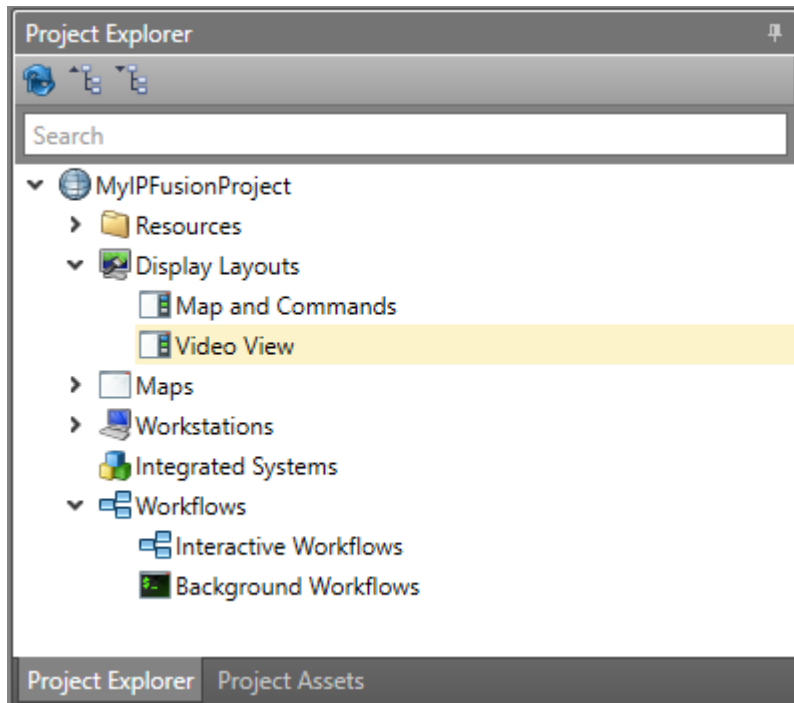 Project Explorer
Search
MyIPFusionProject
Resources
Display Layouts
Map and Commands
Video View
Maps
Workstations
Integrated Systems
Workflows
Interactive Workflows
Background Workflows
Project Explorer Project Assets